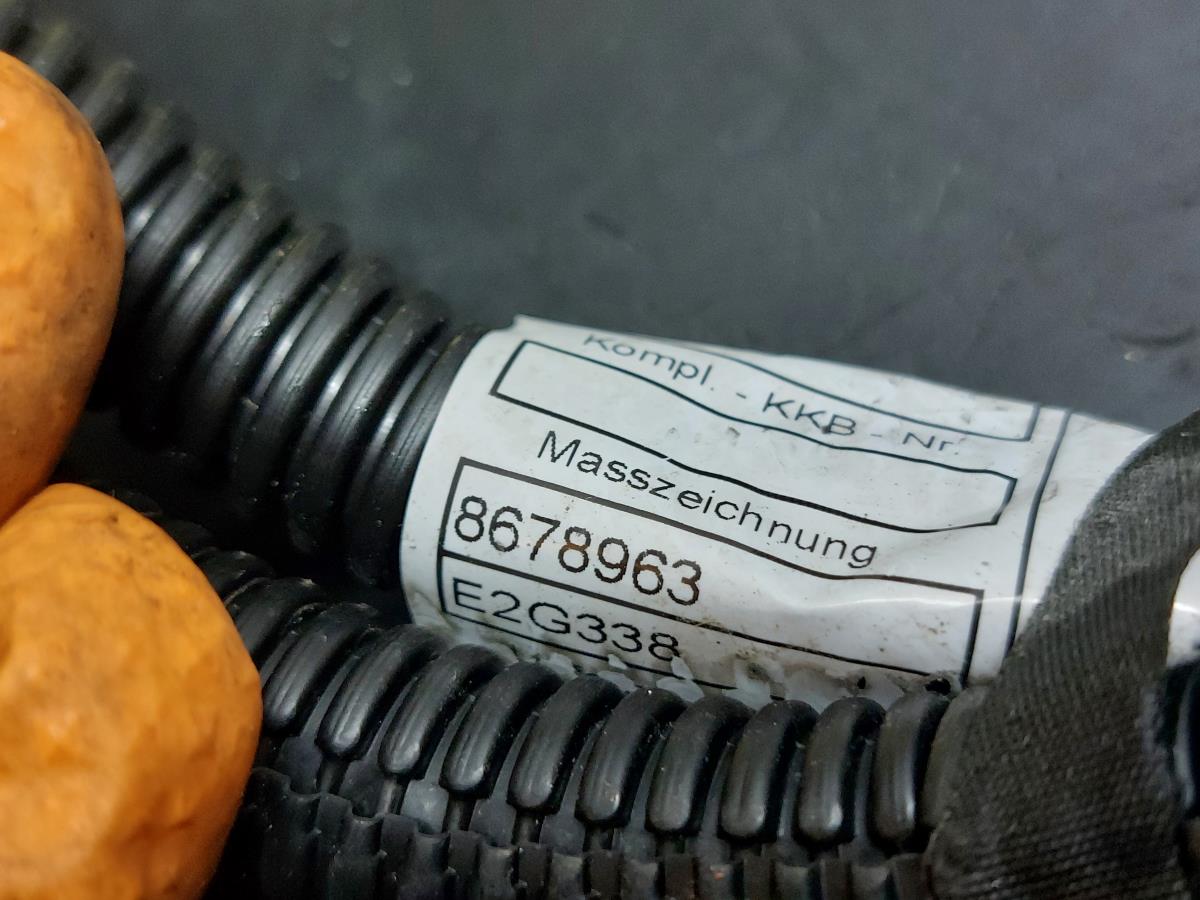 Kompl. - KKB - Nr.
Masszeichnung
8678963
E2G338